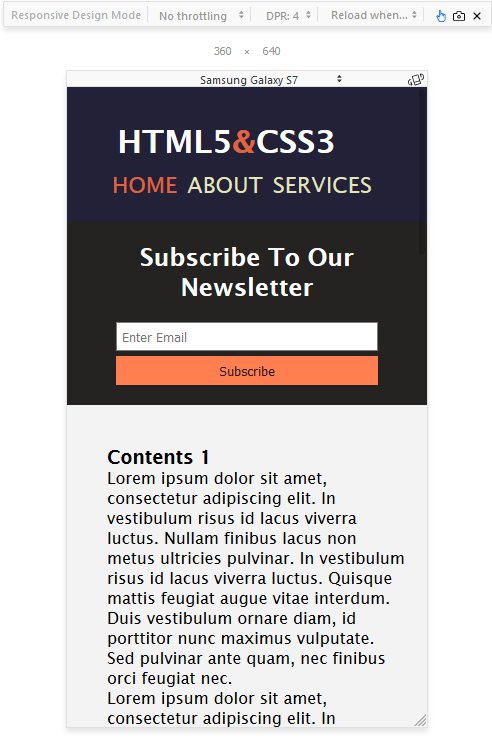 Responsive Design Mode No throttling DPR: 4 Reload when...
360 × 640
Samsung Galaxy S7
HTML5&CSS3
HOME ABOUT SERVICES
Subscribe To Our
Newsletter
Enter Email
Subscribe
Contents 1
Lorem ipsum dolor sit amet,
consectetur adipiscing elit. In
vestibulum risus id lacus viverra
luctus. Nullam finibus lacus non
metus ultricies pulvinar. In vestibulum
risus id lacus viverra luctus. Quisque
mattis feugiat augue vitae interdum.
Duis vestibulum ornare diam, id
porttitor nunc maximus vulputate.
Sed pulvinar ante quam, nec finibus
orci feugiat nec.
Lorem ipsum dolor sit amet,
consectetur adipiscing elit. In